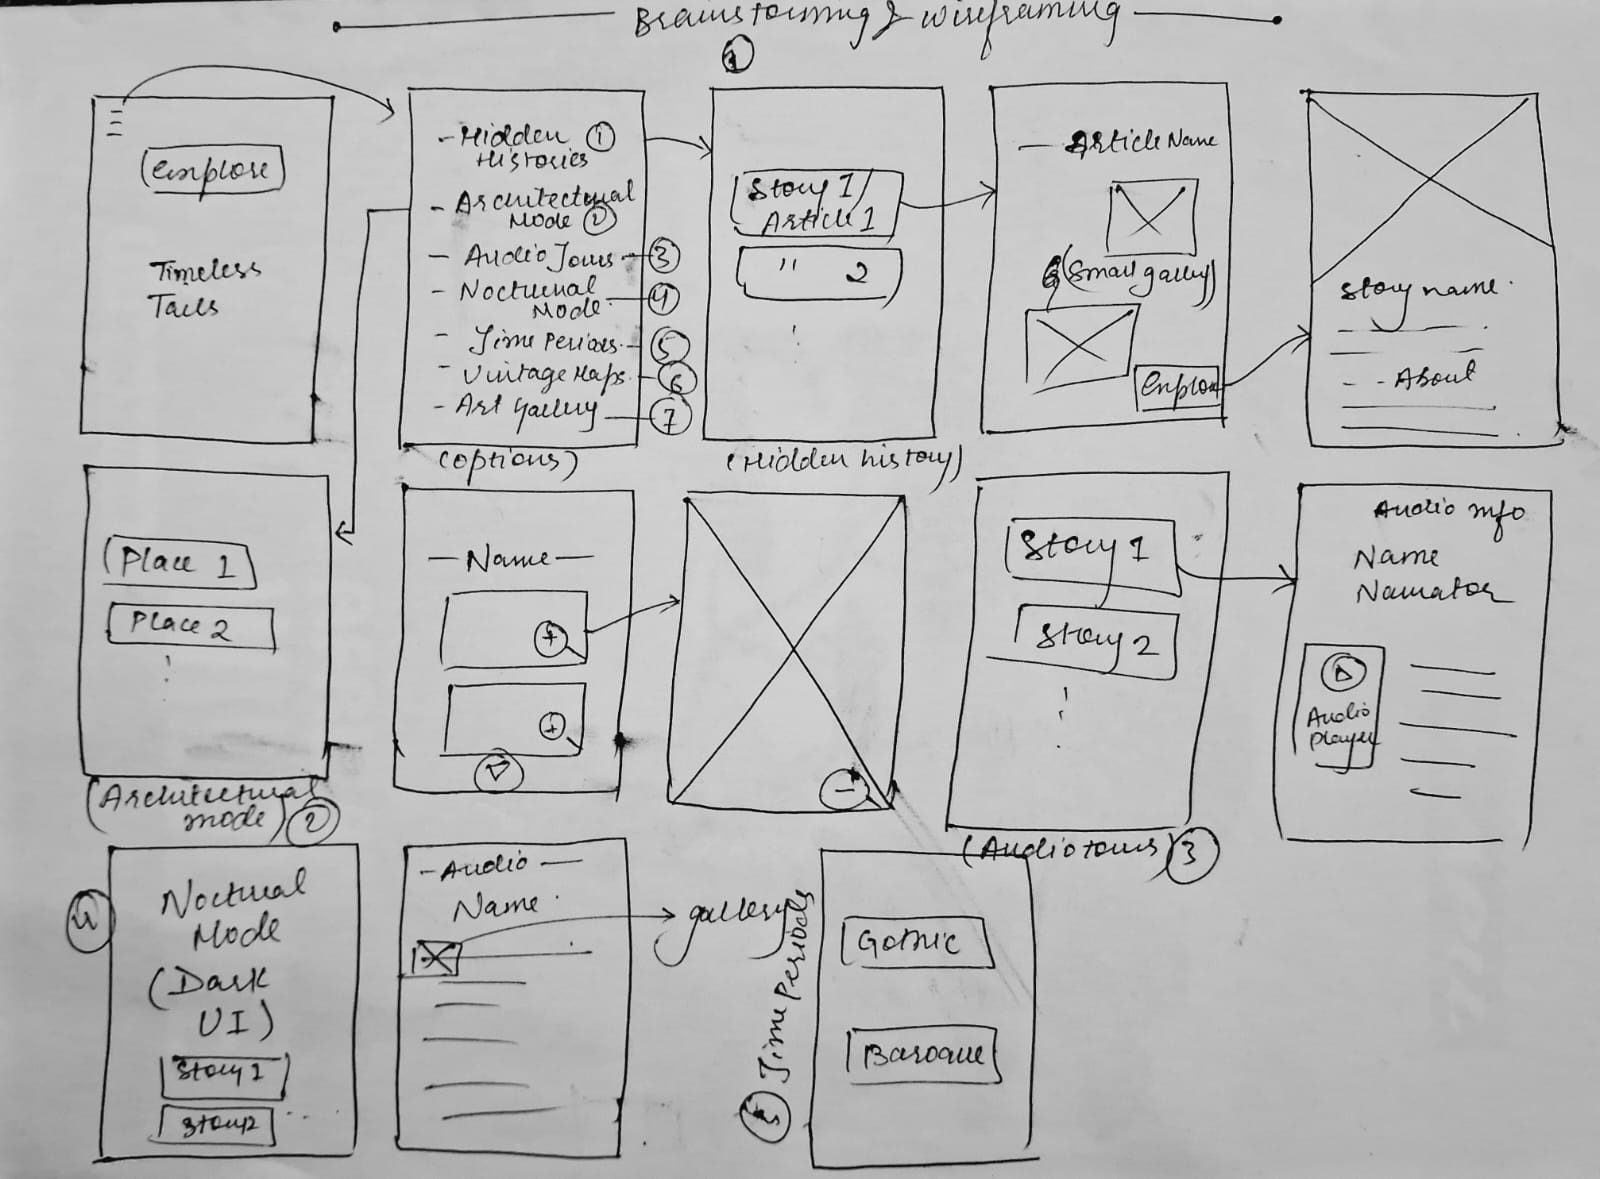 Brainstorming & wireframing
1
Explore
Timeless
Tails
- Hidden 1
Histories
- Architectural
Mode 2
- Audio Tours - 3
- Nocturnal
Mode - 4
- Time Periods - 5
- Vintage Maps - 6
- Art gallery - 7
(options)
Story 1/
Article 1
" 2
(Hidden history)
- Article Name
(Small gallery)
Explore
Story name.
- - About
Place 1
Place 2
(Architectural
mode) 2
- Name -
+
+
-
Story 1
Story 2
(Audio tours) 3
Audio info
Name
Narrator
Audio
player
4
Noctural
Mode
(Dark
UI)
Story 1
Story 2
- Audio -
Name
gallery
5 Time Periods
Gothic
Baroque